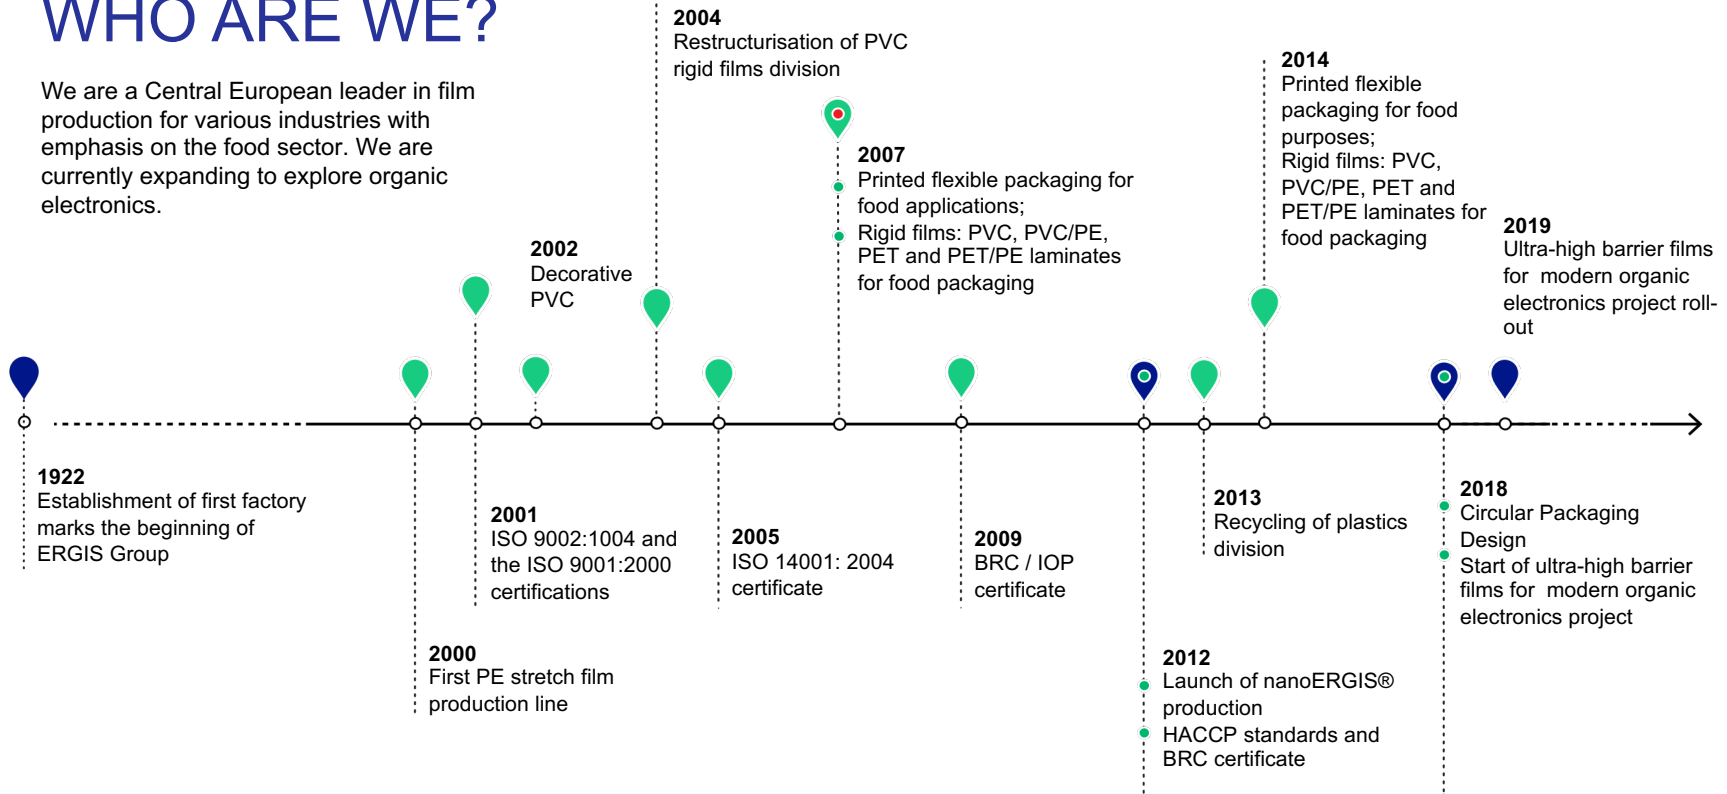 WHO ARE WE?
We are a Central European leader in film
production for various industries with
emphasis on the food sector. We are
currently expanding to explore organic
electronics.
1922
Establishment of first factory
marks the beginning of
ERGIS Group
2000
First PE stretch film
production line
2001
ISO 9002:1004 and
the ISO 9001:2000
certifications
2002
Decorative
PVC
2004
Restructurisation of PVC
rigid films division
2005
ISO 14001: 2004
certificate
2007
Printed flexible packaging for
food applications;
Rigid films: PVC, PVC/PE,
PET and PET/PE laminates
for food packaging
2009
BRC / IOP
certificate
2012
Launch of nanoERGIS®
production
HACCP standards and
BRC certificate
2013
Recycling of plastics
division
2014
Printed flexible
packaging for food
purposes;
Rigid films: PVC,
PVC/PE, PET and
PET/PE laminates for
food packaging
2018
Circular Packaging
Design
Start of ultra-high barrier
films for  modern organic
electronics project
2019
Ultra-high barrier films
for  modern organic
electronics project roll-
out